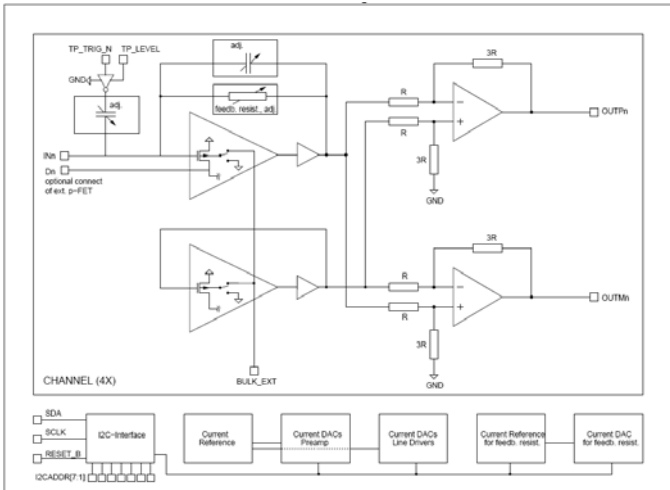 TP_TRIG_N TP_LEVEL
GND
adj.
adj.
feedb. resist., adj.
INn
Dn
optional connect
of ext. p-FET
R
R
3R
3R
GND
OUTPn
R
R
3R
3R
GND
OUTMn
BULK_EXT
CHANNEL (4X)
SDA
SCLK
RESET_B
I2CADDR[7:1]
I2C-Interface
Current
Reference
Current DACs
Preamp
Current DACs
Line Drivers
Current Reference
for feedb. resist.
Current DAC
for feedb. resist.